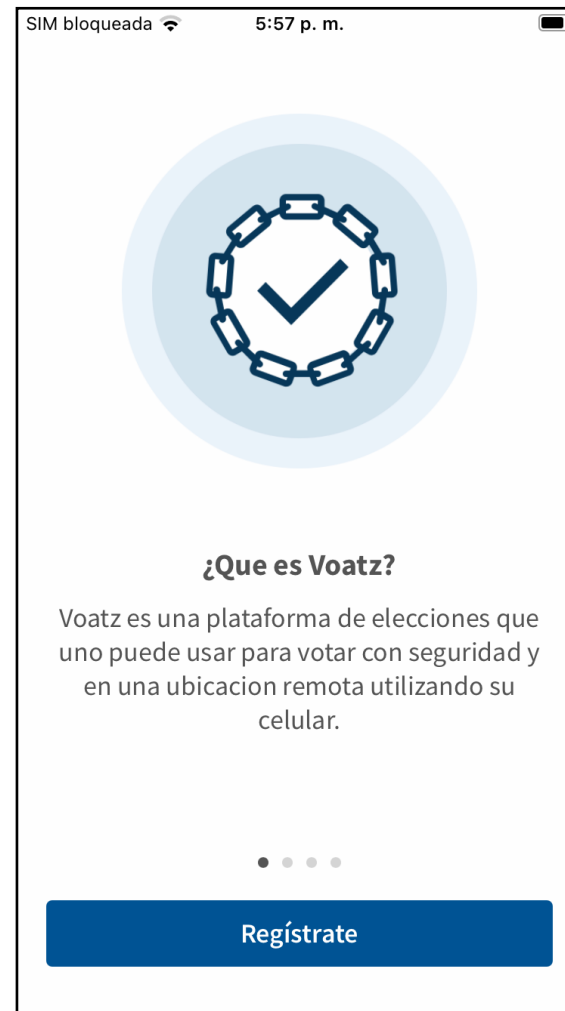 SIM bloqueada 5:57 p. m.
¿Que es Voatz?
Voatz es una plataforma de elecciones que
uno puede usar para votar con seguridad y
en una ubicacion remota utilizando su
celular.
Regístrate